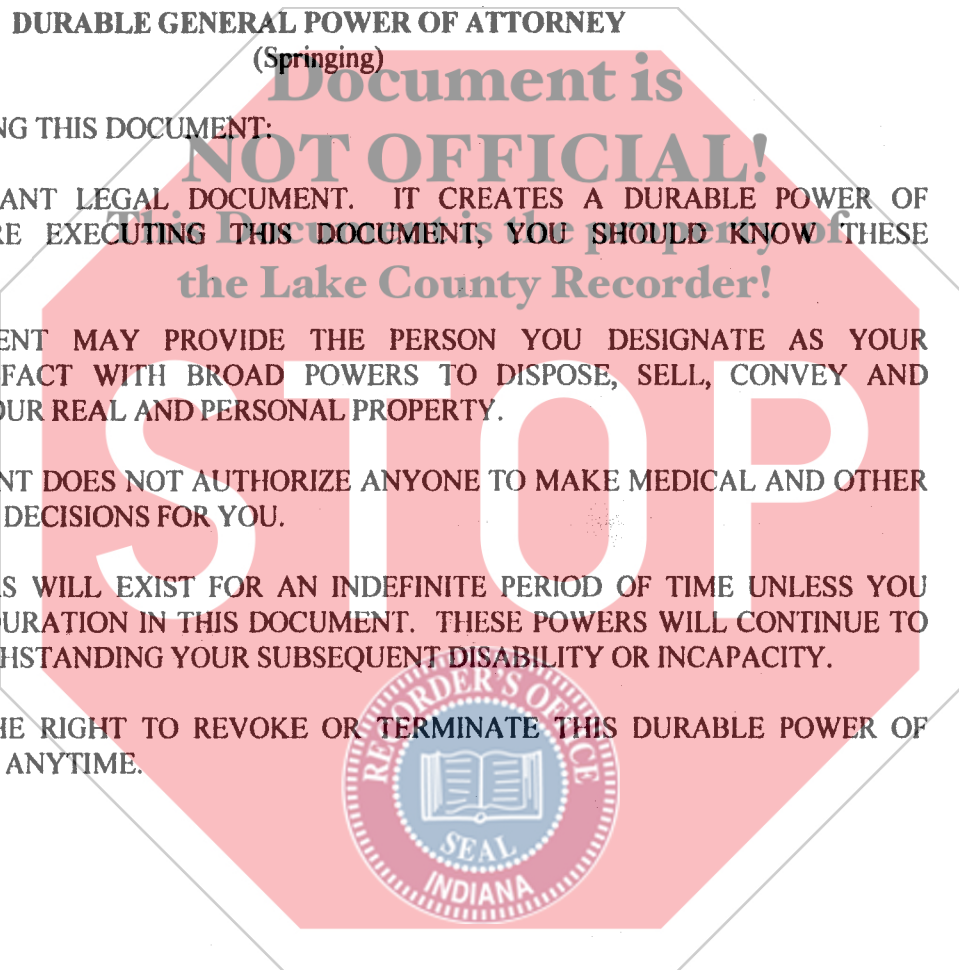 DURABLE GENERAL POWER OF ATTORNEY
(Springing)
Document is
NG THIS DOCUMENT:
NOT OFFICIAL!
ANT LEGAL DOCUMENT. IT CREATES A DURABLE POWER OF
This Document is the property of
RE EXECUTING THIS DOCUMENT, YOU SHOULD KNOW THESE
the Lake County Recorder!
ENT MAY PROVIDE THE PERSON YOU DESIGNATE AS YOUR
FACT WITH BROAD POWERS TO DISPOSE, SELL, CONVEY AND
OUR REAL AND PERSONAL PROPERTY.
STOP
NT DOES NOT AUTHORIZE ANYONE TO MAKE MEDICAL AND OTHER
DECISIONS FOR YOU.
RS WILL EXIST FOR AN INDEFINITE PERIOD OF TIME UNLESS YOU
DURATION IN THIS DOCUMENT. THESE POWERS WILL CONTINUE TO
HSTANDING YOUR SUBSEQUENT DISABILITY OR INCAPACITY.
HE RIGHT TO REVOKE OR TERMINATE THIS DURABLE POWER OF
ANYTIME.
RECORDER'S OFFICE
SEAL
INDIANA